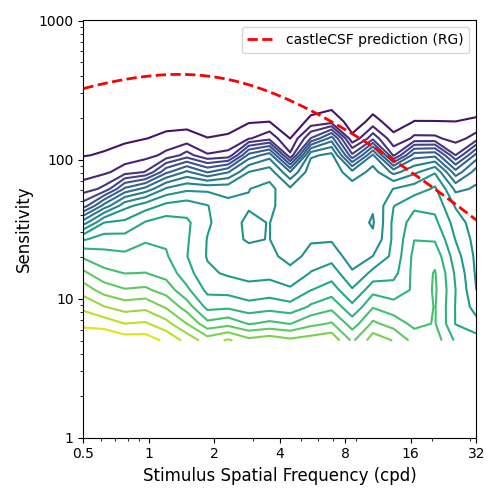 1000
castleCSF prediction (RG)
100
10
1
Sensitivity
0.5 1 2 4 8 16 32
Stimulus Spatial Frequency (cpd)